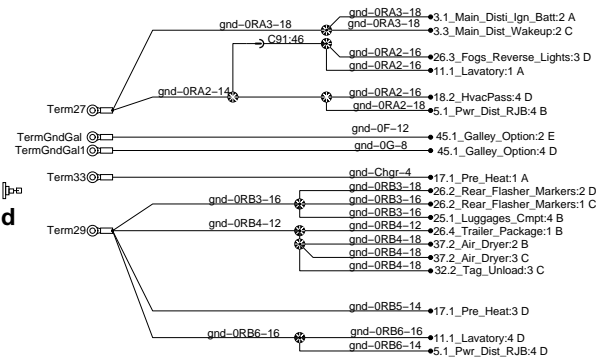 gnd-0RA3-18
3.1_Main_Disti_Ign_Batt:2 A
gnd-0RA3-18
gnd-0RA3-18
3.3_Main_Dist_Wakeup:2 C
C91:46
gnd-0RA2-16
26.3_Fogs_Reverse_Lights:3 D
gnd-0RA2-16
11.1_Lavatory:1 A
gnd-0RA2-14
gnd-0RA2-16
18.2_HvacPass:4 D
Term27
gnd-0RA2-18
5.1_Pwr_Dist_RJB:4 B
TermGndGal
gnd-0F-12
45.1_Galley_Option:2 E
TermGndGal1
gnd-0G-8
45.1_Galley_Option:4 D
Term33
gnd-Chgr-4
17.1_Pre_Heat:1 A
gnd-0RB3-18
26.2_Rear_Flasher_Markers:2 D
gnd-0RB3-16
gnd-0RB3-16
26.2_Rear_Flasher_Markers:1 C
gnd-0RB3-16
25.1_Luggages_Cmpt:4 B
d
Term29
gnd-0RB4-12
gnd-0RB4-12
26.4_Trailer_Package:1 B
gnd-0RB4-18
37.2_Air_Dryer:2 B
gnd-0RB4-18
37.2_Air_Dryer:3 C
gnd-0RB4-18
32.2_Tag_Unload:3 C
gnd-0RB5-14
17.1_Pre_Heat:3 D
gnd-0RB6-16
gnd-0RB6-16
11.1_Lavatory:4 D
gnd-0RB6-14
5.1_Pwr_Dist_RJB:4 D